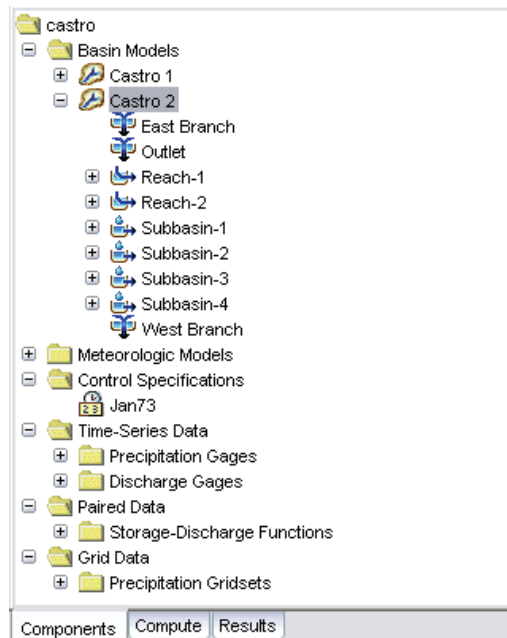 castro
Basin Models
Castro 1
Castro 2
East Branch
Outlet
Reach-1
Reach-2
Subbasin-1
Subbasin-2
Subbasin-3
Subbasin-4
West Branch
Meteorologic Models
Control Specifications
Jan73
Time-Series Data
Precipitation Gages
Discharge Gages
Paired Data
Storage-Discharge Functions
Grid Data
Precipitation Gridsets
Components Compute Results